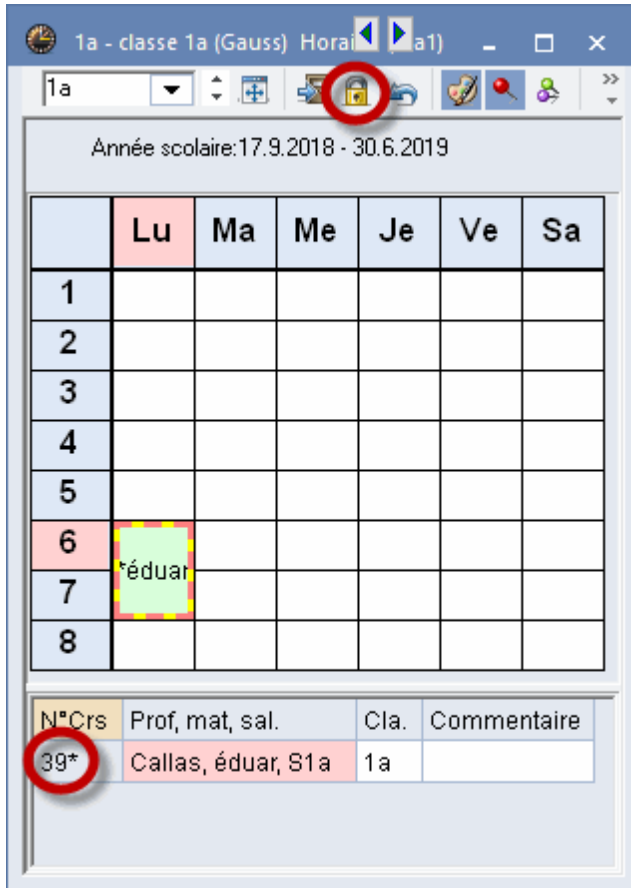 1a - classe 1a (Gauss) Horai a1)
1a
Année scolaire:17.9.2018 - 30.6.2019
Lu Ma Me Je Ve Sa
1
2
3
4
5
6
*éduar
7
8
N°Crs Prof, mat, sal. Cla. Commentaire
39* Callas, éduar, S1a 1a